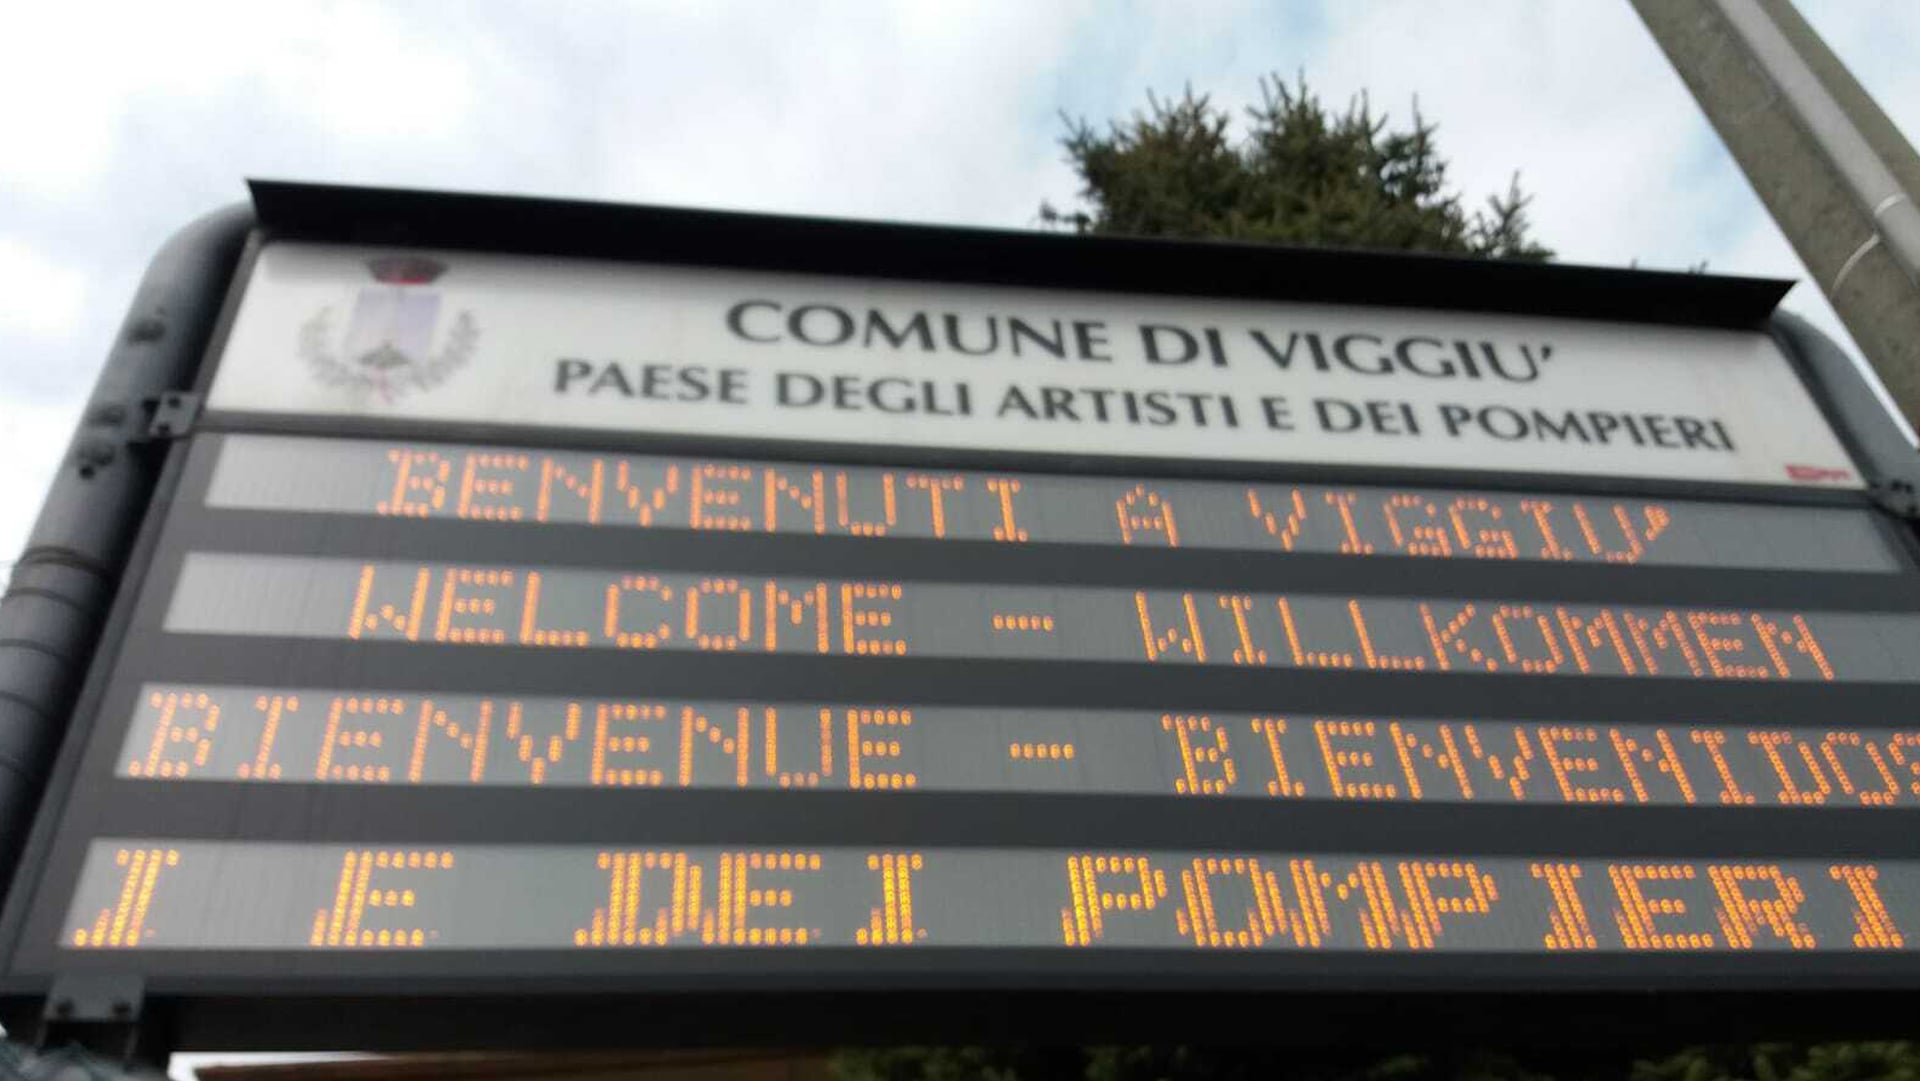 COMUNE DI VIGGIU'
PAESE DEGLI ARTISTI E DEI POMPIERI
BENVENUTI A VIGGIU'
WELCOME - WILLKOMMEN
BIENVENUE - BIENVENIDOS
I E DEI POMPIERI